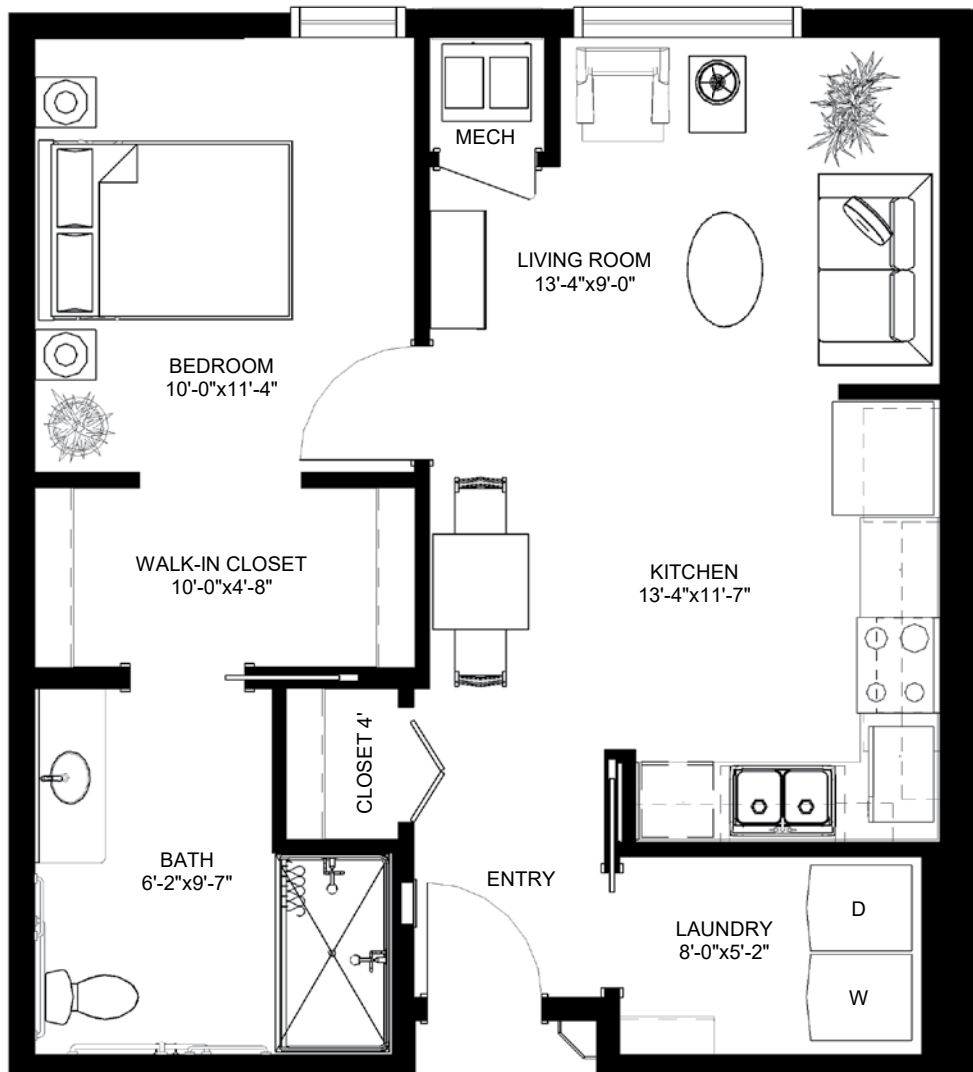 MECH
LIVING ROOM
13'-4"x9'-0"
BEDROOM
10'-0"x11'-4"
WALK-IN CLOSET
10'-0"x4'-8"
KITCHEN
13'-4"x11'-7"
CLOSET 4'
BATH
6'-2"x9'-7"
ENTRY
LAUNDRY
8'-0"x5'-2"
D
W